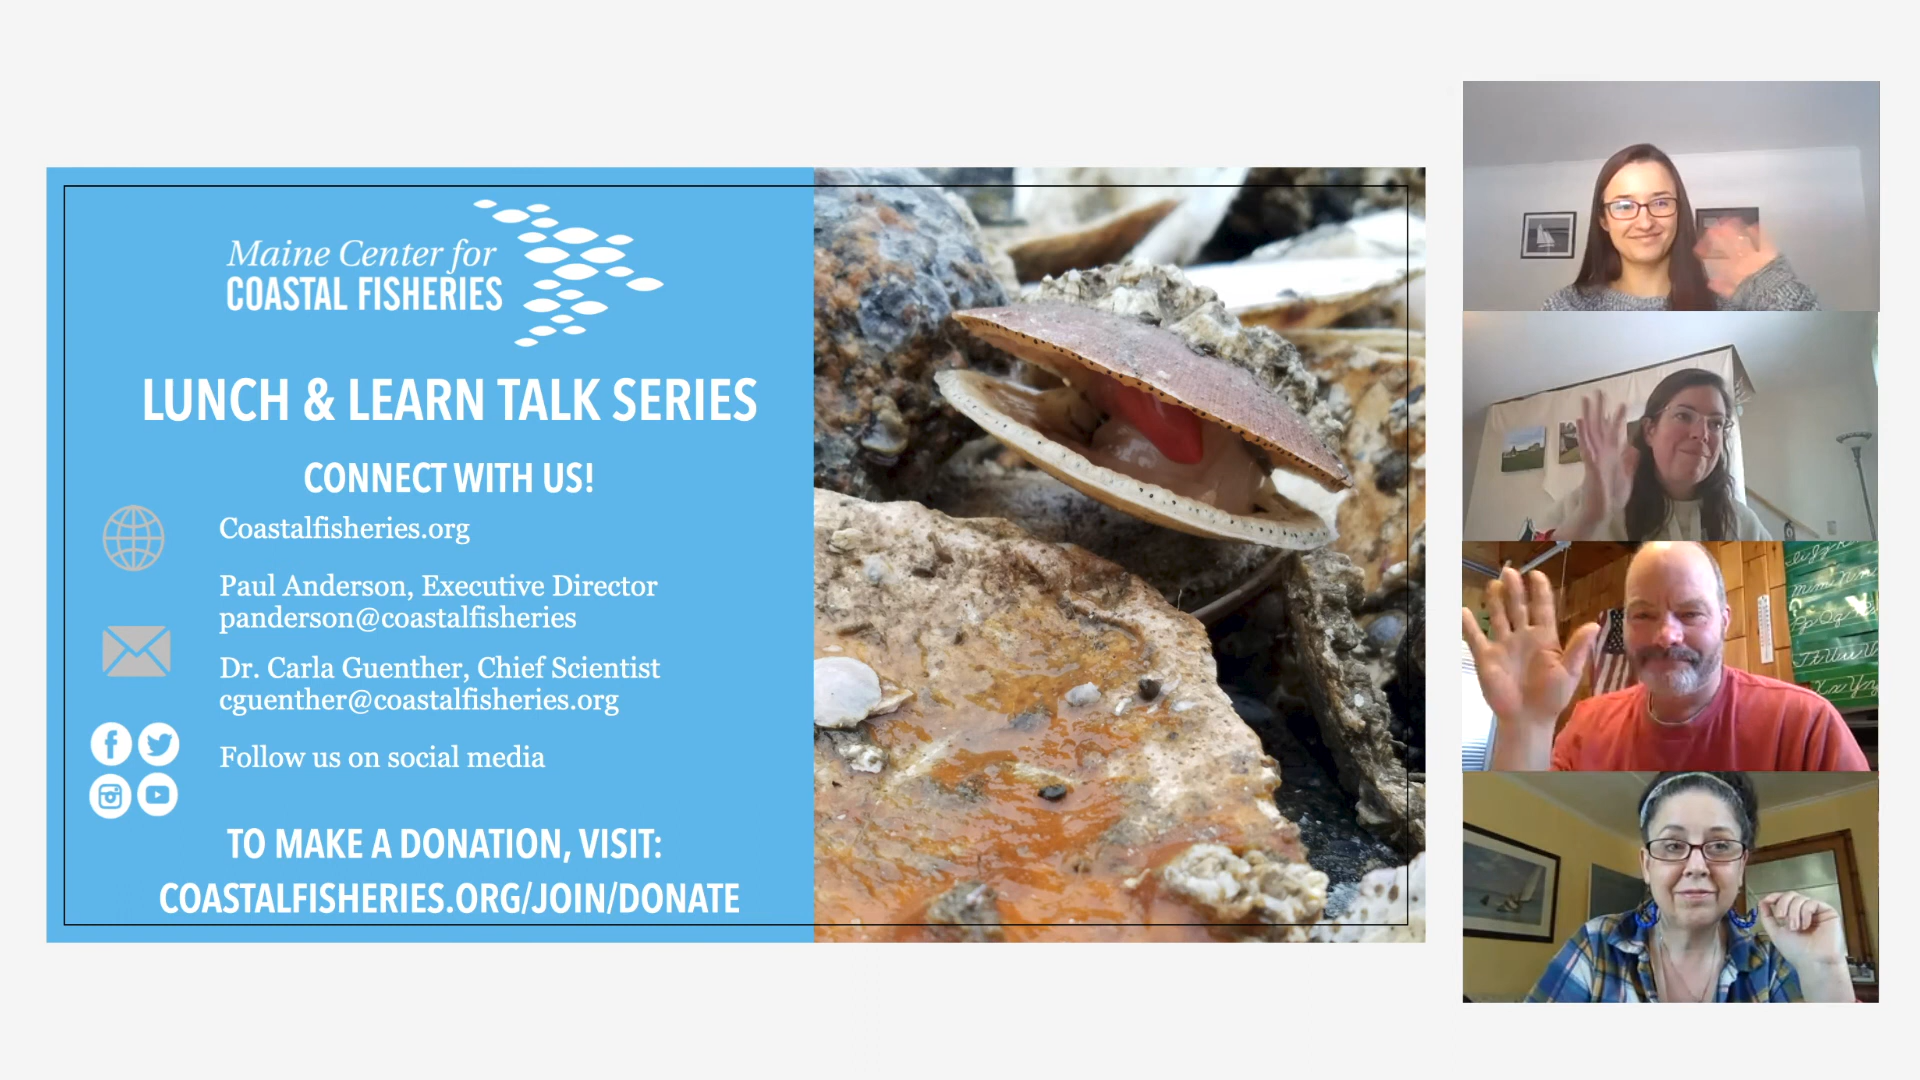 Maine Center for
COASTAL FISHERIES
LUNCH & LEARN TALK SERIES
CONNECT WITH US!
Coastalfisheries.org
Paul Anderson, Executive Director
panderson@coastalfisheries
Dr. Carla Guenther, Chief Scientist
cguenther@coastalfisheries.org
Follow us on social media
TO MAKE A DONATION, VISIT:
COASTALFISHERIES.ORG/JOIN/DONATE